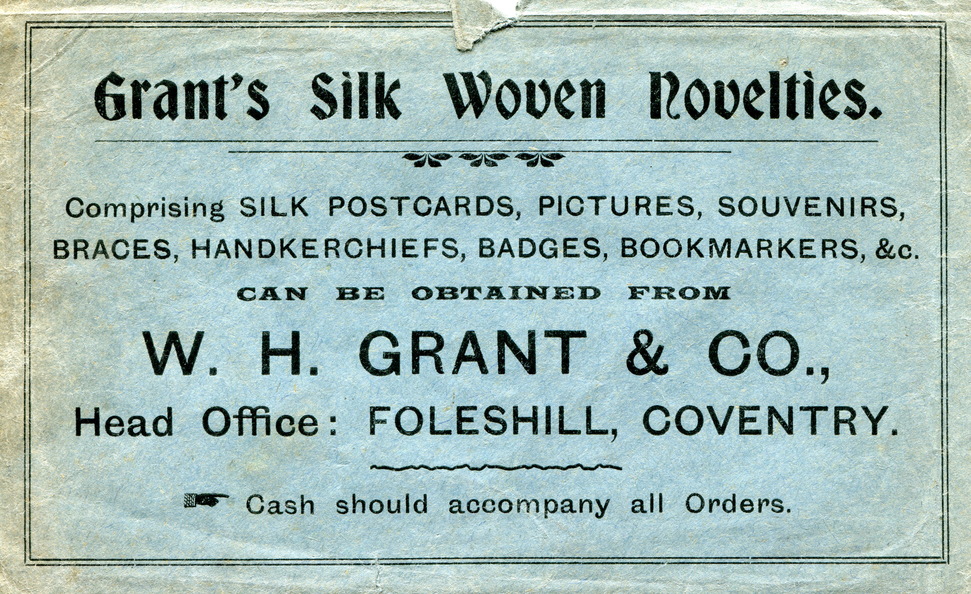 Grant's Silk Woven Novelties.
Comprising SILK POSTCARDS, PICTURES, SOUVENIRS,
BRACES, HANDKERCHIEFS, BADGES, BOOKMARKERS, &c.
CAN BE OBTAINED FROM
W. H. GRANT & CO.,
Head Office: FOLESHILL, COVENTRY.
☛ Cash should accompany all Orders.